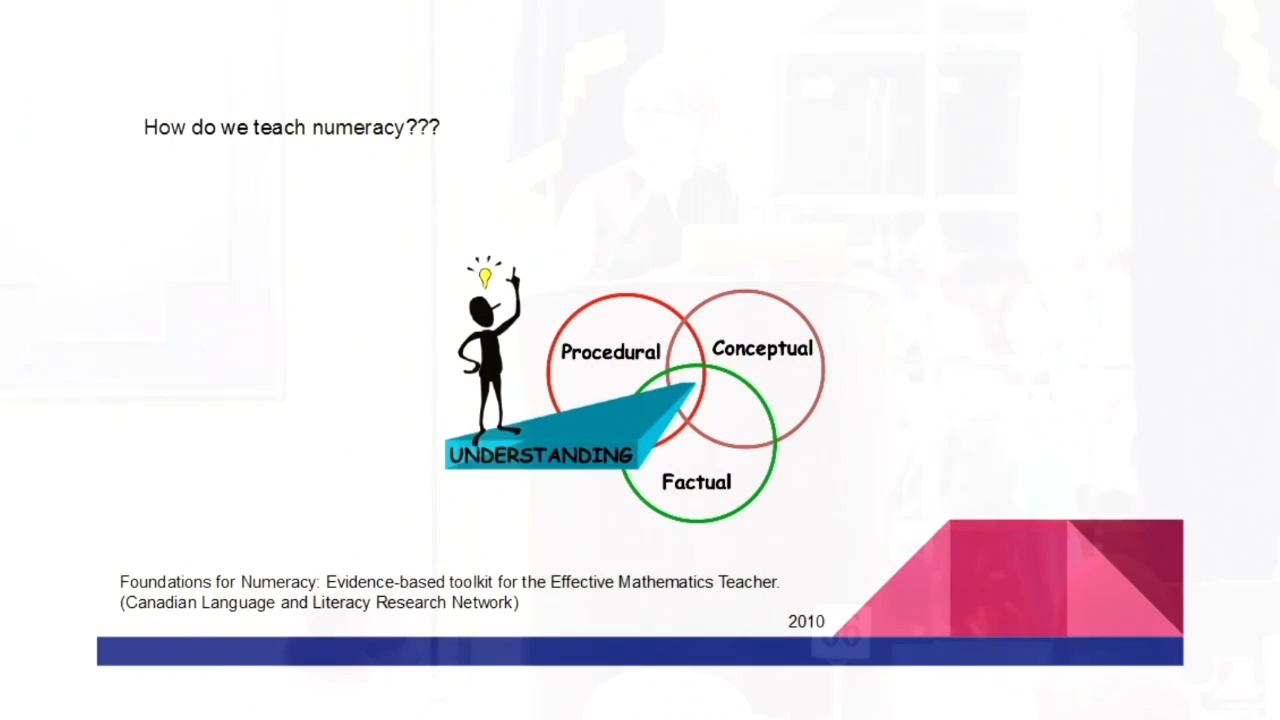 How do we teach numeracy???
Procedural
Conceptual
UNDERSTANDING
Factual
Foundations for Numeracy: Evidence-based toolkit for the Effective Mathematics Teacher.
(Canadian Language and Literacy Research Network)
2010